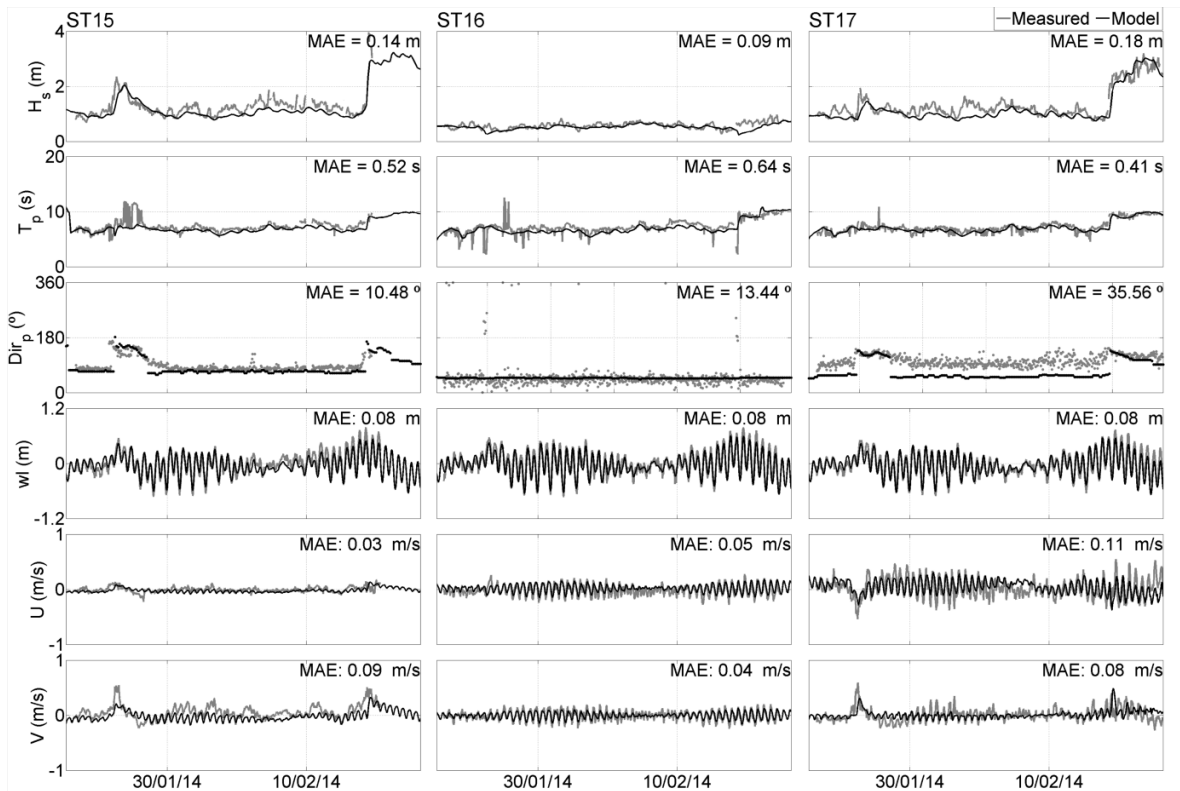 ST15 ST16 ST17 Measured Model
4 MAE = 0.14 m MAE = 0.09 m MAE = 0.18 m
2
H_s (m)
0
20 MAE = 0.52 s MAE = 0.64 s MAE = 0.41 s
10
T_p (s)
0
360 MAE = 10.48 º MAE = 13.44 º MAE = 35.56 º
180
Dir_p (º)
0
1.2 MAE = 0.08 m MAE = 0.08 m MAE = 0.08 m
0
wl (m)
-1.2
1 MAE: 0.03 m/s MAE: 0.05 m/s MAE: 0.11 m/s
0
U (m/s)
-1
1 MAE: 0.09 m/s MAE: 0.04 m/s MAE: 0.08 m/s
0
V (m/s)
-1
30/01/14 10/02/14 30/01/14 10/02/14 30/01/14 10/02/14